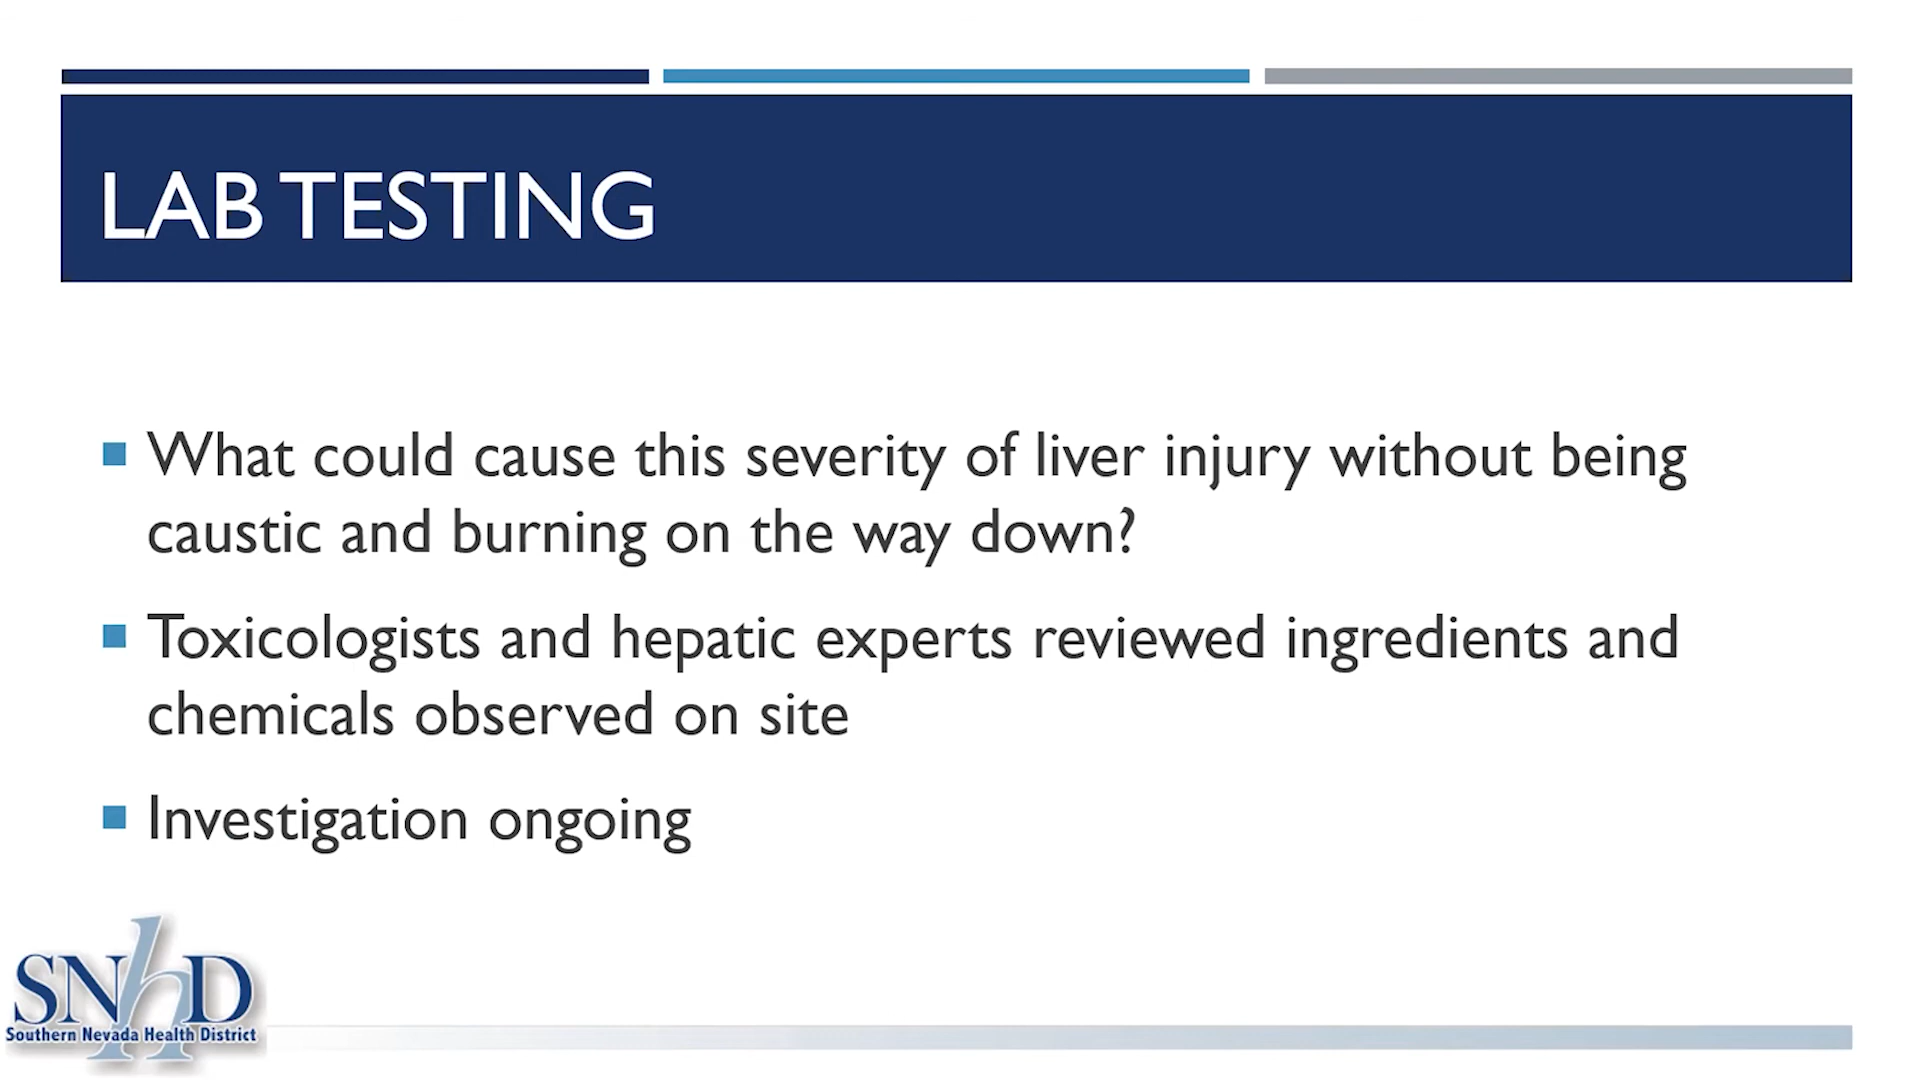 LAB TESTING
What could cause this severity of liver injury without being
caustic and burning on the way down?
Toxicologists and hepatic experts reviewed ingredients and
chemicals observed on site
Investigation ongoing
SNhD
Southern Nevada Health District